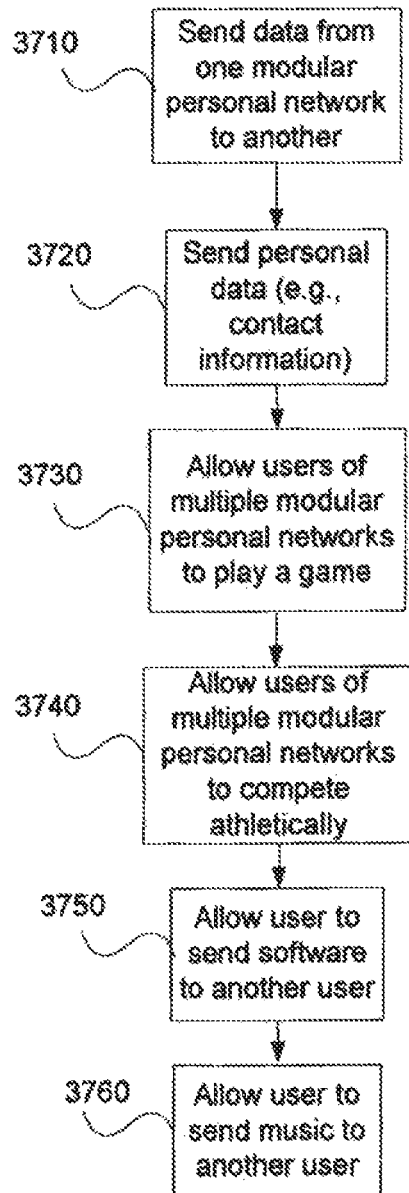 3710
Send data from
one modular
personal network
to another
3720
Send personal
data (e.g.,
contact
information)
3730
Allow users of
multiple modular
personal networks
to play a game
3740
Allow users of
multiple modular
personal networks
to compete
athletically
3750
Allow user to
send software
to another user
3760
Allow user to
send music to
another user